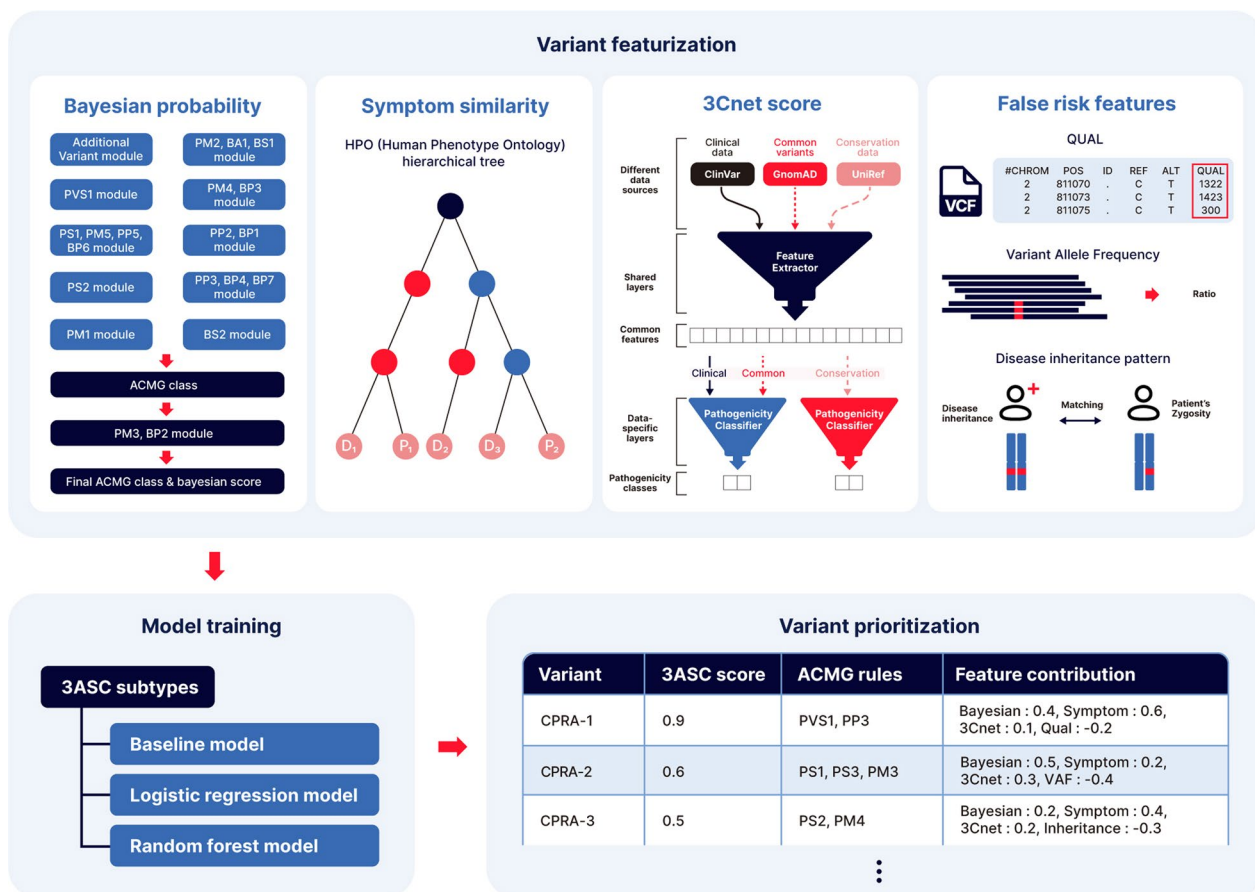 Variant featurization
Bayesian probability
Additional
Variant module
PM2, BA1, BS1
module
PVS1 module
PM4, BP3
module
PS1, PM5, PP5,
BP6 module
PP2, BP1
module
PS2 module
PP3, BP4, BP7
module
PM1 module
BS2 module
ACMG class
PM3, BP2 module
Final ACMG class & bayesian score
Symptom similarity
HPO (Human Phenotype Ontology)
hierarchical tree
D₁
P₁
D₂
D₃
P₂
3Cnet score
Different
data
sources
Clinical
data
Common
variants
Conservation
data
ClinVar
GnomAD
UniRef
Shared
layers
Feature
Extractor
Common
features
Clinical
Common
Conservation
Data-
specific
layers
Pathogenicity
Classifier
Pathogenicity
Classifier
Pathogenicity
classes
False risk features
QUAL
VCF
#CHROM POS ID REF ALT QUAL
2 811070 . C T 1322
2 811073 . C T 1423
2 811075 . C T 300
Variant Allele Frequency
Ratio
Disease inheritance pattern
Disease
inheritance
Matching
Patient's
Zygosity
Model training
3ASC subtypes
Baseline model
Logistic regression model
Random forest model
Variant prioritization
Variant 3ASC score ACMG rules Feature contribution
CPRA-1 0.9 PVS1, PP3 Bayesian : 0.4, Symptom : 0.6,
3Cnet : 0.1, Qual : -0.2
CPRA-2 0.6 PS1, PS3, PM3 Bayesian : 0.5, Symptom : 0.2,
3Cnet : 0.3, VAF : -0.4
CPRA-3 0.5 PS2, PM4 Bayesian : 0.2, Symptom : 0.4,
3Cnet : 0.2, Inheritance : -0.3